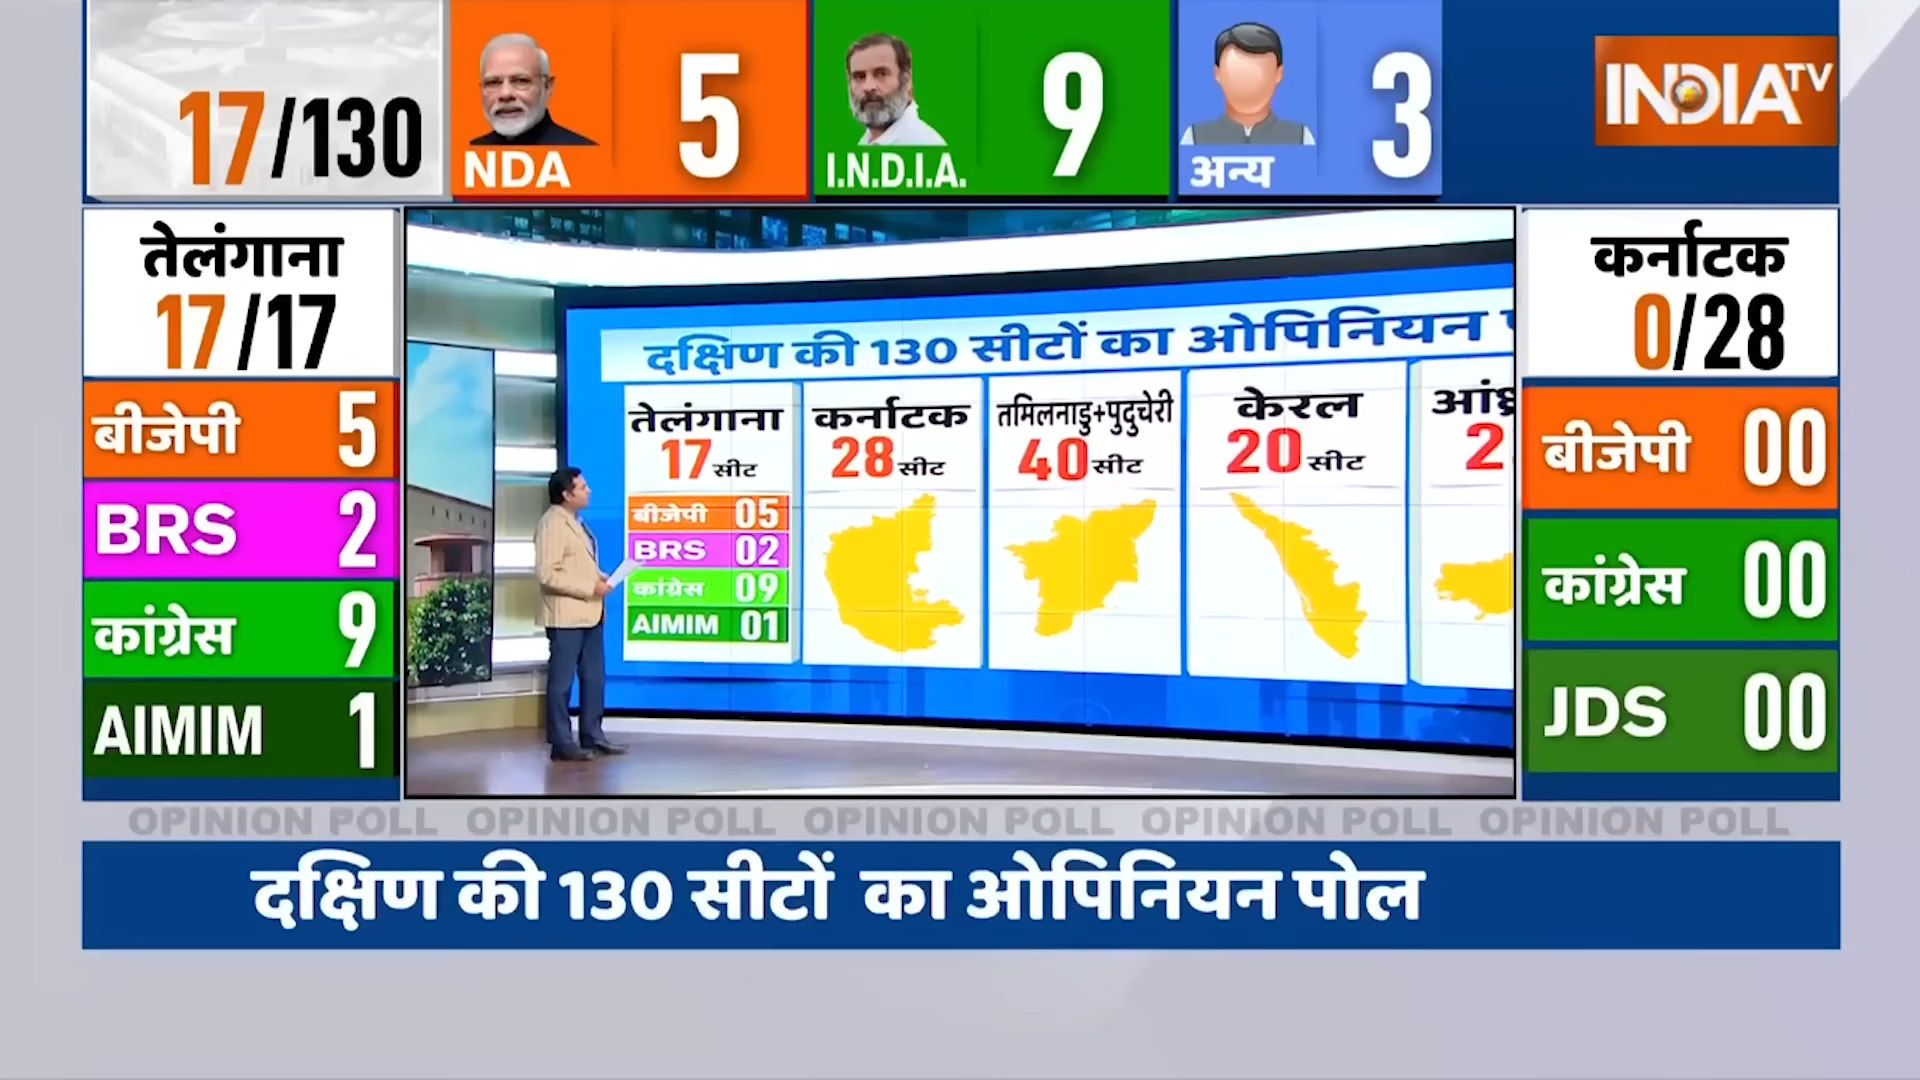 17/130
NDA
5
I.N.D.I.A.
9
अन्य
3
INDIA TV
तेलंगाना
17/17
बीजेपी 5
BRS 2
कांग्रेस 9
AIMIM 1
दक्षिण की 130 सीटों का ओपिनियन
तेलंगाना
17 सीट
बीजेपी 05
BRS 02
कांग्रेस 09
AIMIM 01
कर्नाटक
28 सीट
तमिलनाडु+पुदुचेरी
40 सीट
केरल
20 सीट
2
कर्नाटक
0/28
बीजेपी 00
कांग्रेस 00
JDS 00
OPINION POLL OPINION POLL OPINION POLL OPINION POLL OPINION POLL
दक्षिण की 130 सीटों का ओपिनियन पोल